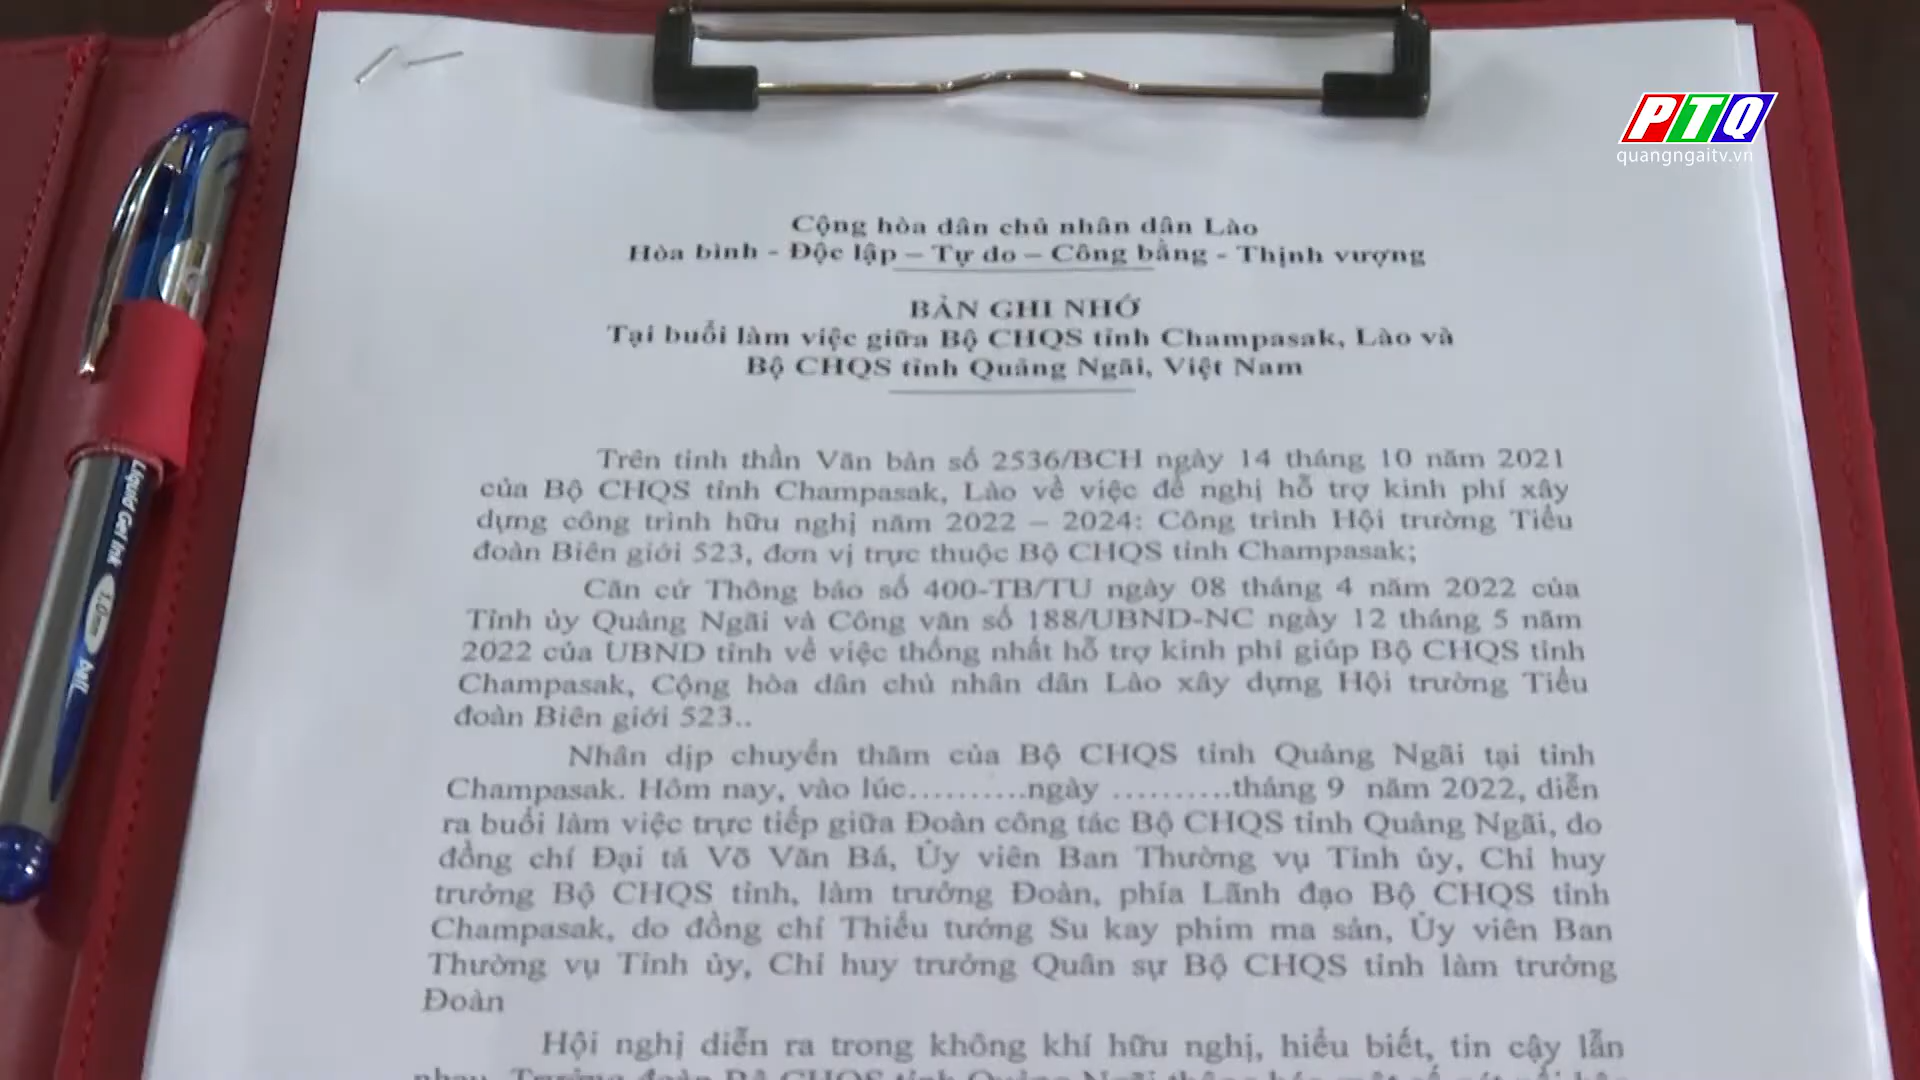 PTQ
quangngaitv.vn
Cộng hòa dân chủ nhân dân Lào
Hòa bình - Độc lập – Tự do – Công bằng - Thịnh vượng
BẢN GHI NHỚ
Tại buổi làm việc giữa Bộ CHQS tỉnh Champasak, Lào và
Bộ CHQS tỉnh Quảng Ngãi, Việt Nam
Trên tinh thần Văn bản số 2536/BCH ngày 14 tháng 10 năm 2021
của Bộ CHQS tỉnh Champasak, Lào về việc đề nghị hỗ trợ kinh phí xây
dựng công trình hữu nghị năm 2022 – 2024: Công trình Hội trường Tiểu
đoàn Biên giới 523, đơn vị trực thuộc Bộ CHQS tỉnh Champasak;
Căn cứ Thông báo số 400-TB/TU ngày 08 tháng 4 năm 2022 của
Tỉnh ủy Quảng Ngãi và Công văn số 188/UBND-NC ngày 12 tháng 5 năm
2022 của UBND tỉnh về việc thống nhất hỗ trợ kinh phí giúp Bộ CHQS tỉnh
Champasak, Cộng hòa dân chủ nhân dân Lào xây dựng Hội trường Tiểu
đoàn Biên giới 523..
Nhân dịp chuyến thăm của Bộ CHQS tỉnh Quảng Ngãi tại tỉnh
Champasak. Hôm nay, vào lúc..........ngày ..........tháng 9 năm 2022, diễn
ra buổi làm việc trực tiếp giữa Đoàn công tác Bộ CHQS tỉnh Quảng Ngãi, do
đồng chí Đại tá Võ Văn Bá, Ủy viên Ban Thường vụ Tỉnh ủy, Chỉ huy
trưởng Bộ CHQS tỉnh, làm trưởng Đoàn, phía Lãnh đạo Bộ CHQS tỉnh
Champasak, do đồng chí Thiếu tướng Su kay phim ma sản, Ủy viên Ban
Thường vụ Tỉnh ủy, Chỉ huy trưởng Quân sự Bộ CHQS tỉnh làm trưởng
Đoàn
Hội nghị diễn ra trong không khí hữu nghị, hiểu biết, tin cậy lẫn
Liquid Gel Ink 1.0mm